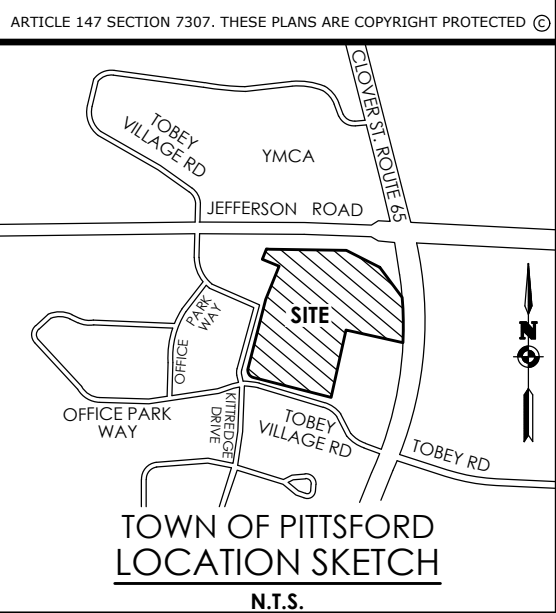 ARTICLE 147 SECTION 7307. THESE PLANS ARE COPYRIGHT PROTECTED ©
CLOVER ST. ROUTE 65
TOBEY
VILLAGE RD
YMCA
JEFFERSON ROAD
SITE
N
OFFICE
PARK
WAY
OFFICE PARK
WAY
KITTREDGE
DRIVE
TOBEY
VILLAGE RD
TOBEY RD
TOWN OF PITTSFORD
LOCATION SKETCH
N.T.S.